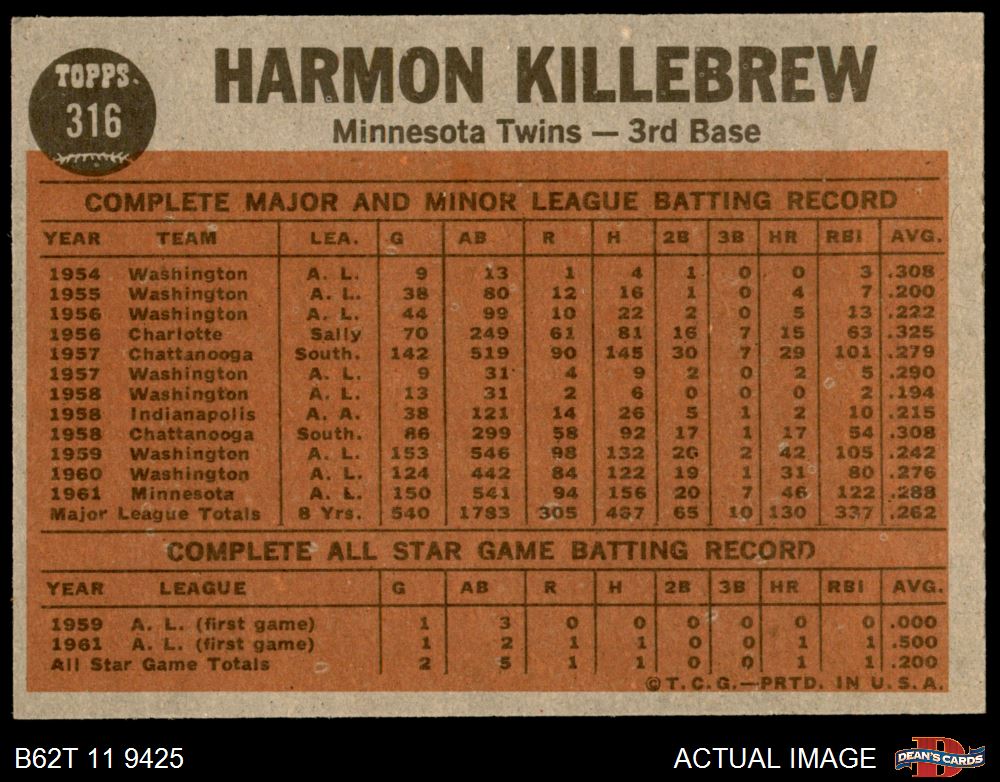 TOPPS
316
HARMON KILLEBREW
Minnesota Twins — 3rd Base
COMPLETE MAJOR AND MINOR LEAGUE BATTING RECORD
YEAR TEAM LEA. G AB R H 2B 3B HR RBI AVG.
1954 Washington A. L. 9 13 1 4 1 0 0 3 .308
1955 Washington A. L. 38 80 12 16 1 0 4 7 .200
1956 Washington A. L. 44 99 10 22 2 0 5 13 .222
1956 Charlotte Sally 70 249 61 81 16 7 15 63 .325
1957 Chattanooga South. 142 519 90 145 30 7 29 101 .279
1957 Washington A. L. 9 31 4 9 2 0 2 5 .290
1958 Washington A. L. 13 31 2 6 0 0 0 2 .194
1958 Indianapolis A. A. 38 121 14 26 5 1 2 10 .215
1958 Chattanooga South. 86 299 58 92 17 1 17 54 .308
1959 Washington A. L. 153 546 98 132 20 2 42 105 .242
1960 Washington A. L. 124 442 84 122 19 1 31 80 .276
1961 Minnesota A. L. 150 541 94 156 20 7 46 122 .288
Major League Totals 8 Yrs. 540 1783 305 467 65 10 130 337 .262
COMPLETE ALL STAR GAME BATTING RECORD
YEAR LEAGUE G AB R H 2B 3B HR RBI AVG.
1959 A. L. (first game) 1 3 0 0 0 0 0 0 .000
1961 A. L. (first game) 1 2 1 1 0 0 1 1 .500
All Star Game Totals 2 5 1 1 0 0 1 1 .200
©T.C.G.—PRTD. IN U.S.A.
B62T 11 9425
ACTUAL IMAGE
D
DEAN'S CARDS